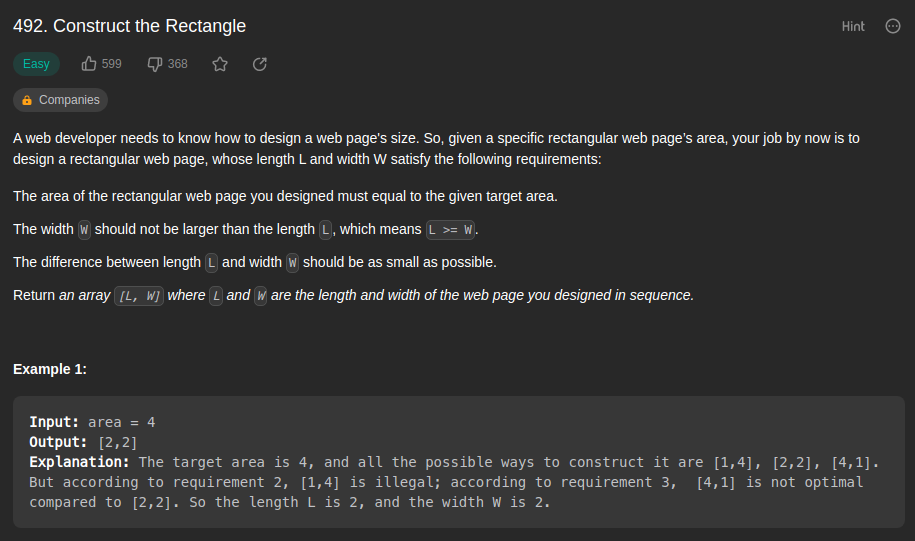 492. Construct the Rectangle
Hint
Easy
599
368
Companies
A web developer needs to know how to design a web page's size. So, given a specific rectangular web page's area, your job by now is to
design a rectangular web page, whose length L and width W satisfy the following requirements:
The area of the rectangular web page you designed must equal to the given target area.
The width W should not be larger than the length L, which means L >= W.
The difference between length L and width W should be as small as possible.
Return an array [L, W] where L and W are the length and width of the web page you designed in sequence.
Example 1:
Input: area = 4
Output: [2,2]
Explanation: The target area is 4, and all the possible ways to construct it are [1,4], [2,2], [4,1].
But according to requirement 2, [1,4] is illegal; according to requirement 3,  [4,1] is not optimal
compared to [2,2]. So the length L is 2, and the width W is 2.